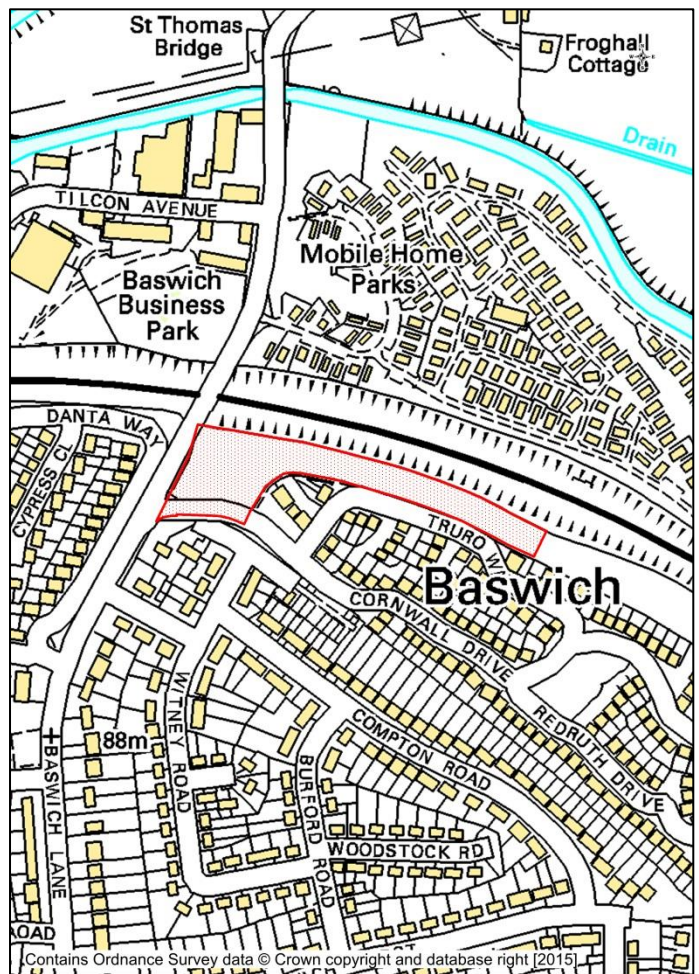 St Thomas
Bridge
Froghall
Cottage
Drain
TILCON AVENUE
Mobile Home
Parks
Baswich
Business
Park
DANTA WAY
CYPRESS CL
TRURO W
Baswich
CORNWALL DRIVE
REDRUTH DRIVE
WITNEY ROAD
COMPTON ROAD
88m
BURFORD ROAD
BASWICH LANE
WOODSTOCK RD
ROAD
Contains Ordnance Survey data © Crown copyright and database right [2015]